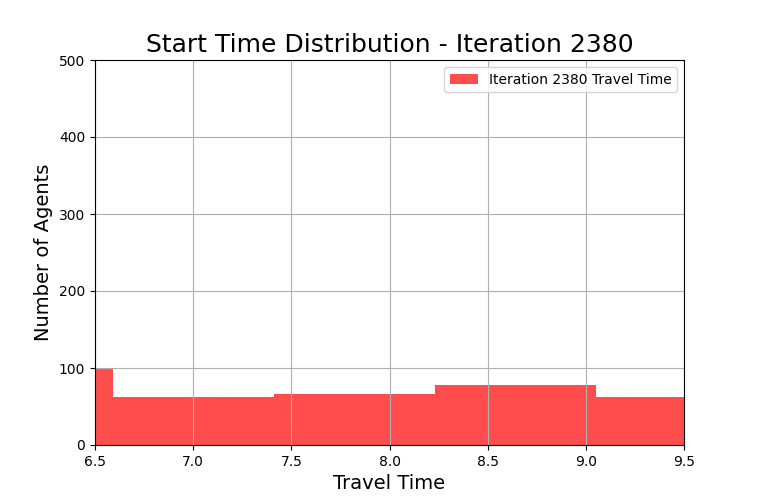 Start Time Distribution - Iteration 2380
500
400
300
200
100
0
Number of Agents
Iteration 2380 Travel Time
6.5 7.0 7.5 8.0 8.5 9.0 9.5
Travel Time